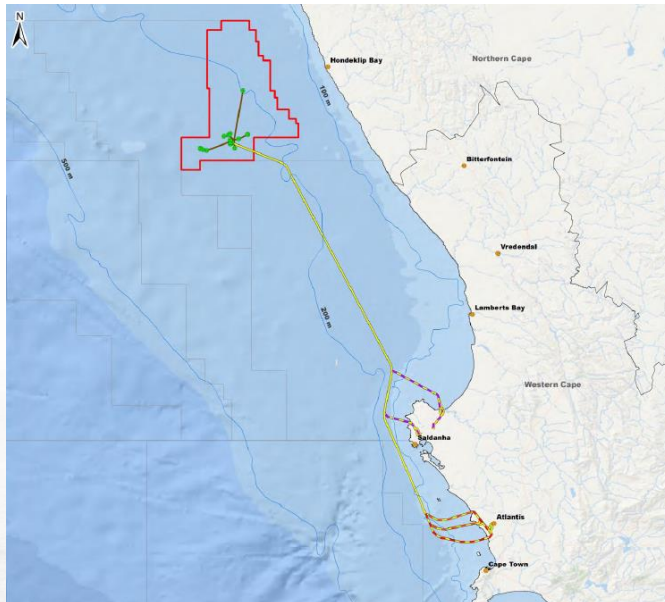 N
Hondeklip Bay
Northern Cape
100 m
Bitterfontein
500 m
Vredendal
200 m
Lamberts Bay
Western Cape
Saldanha
Atlantis
Cape Town